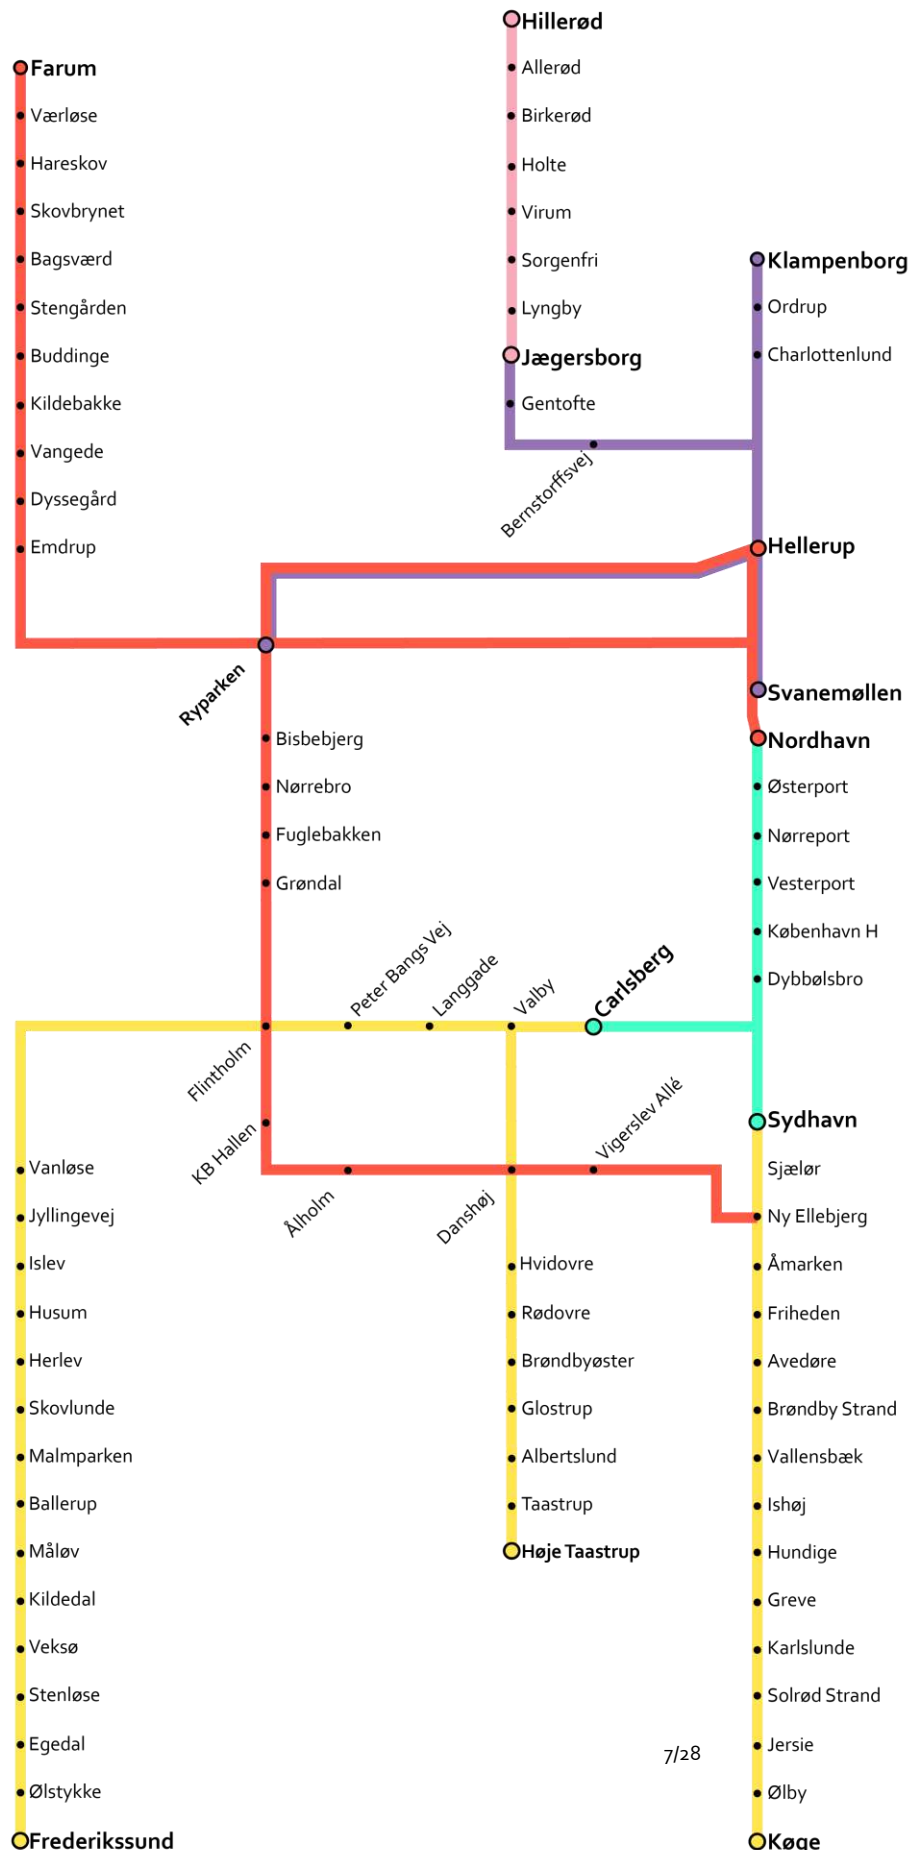 Hillerød
Allerød
Birkerød
Holte
Virum
Sorgenfri
Lyngby
Jægersborg
Gentofte
Bernstorffsvej
Farum
Værløse
Hareskov
Skovbrynet
Bagsværd
Stengården
Buddinge
Kildebakke
Vangede
Dyssegård
Emdrup
Klampenborg
Ordrup
Charlottenlund
Hellerup
Svanemøllen
Nordhavn
Østerport
Nørreport
Vesterport
København H
Dybbølsbro
Ryparken
Bisbebjerg
Nørrebro
Fuglebakken
Grøndal
Flintholm
Peter Bangs Vej
Langgade
Valby
Carlsberg
KB Hallen
Ålholm
Danshøj
Vigerslev Allé
Sydhavn
Sjælør
Ny Ellebjerg
Åmarken
Friheden
Avedøre
Brøndby Strand
Vallensbæk
Ishøj
Hundige
Greve
Karlslunde
Solrød Strand
Jersie
Ølby
Køge
Vanløse
Jyllingevej
Islev
Husum
Herlev
Skovlunde
Malmparken
Ballerup
Måløv
Kildedal
Veksø
Stenløse
Egedal
Ølstykke
Frederikssund
Hvidovre
Rødovre
Brøndbyøster
Glostrup
Albertslund
Taastrup
Høje Taastrup
7/28